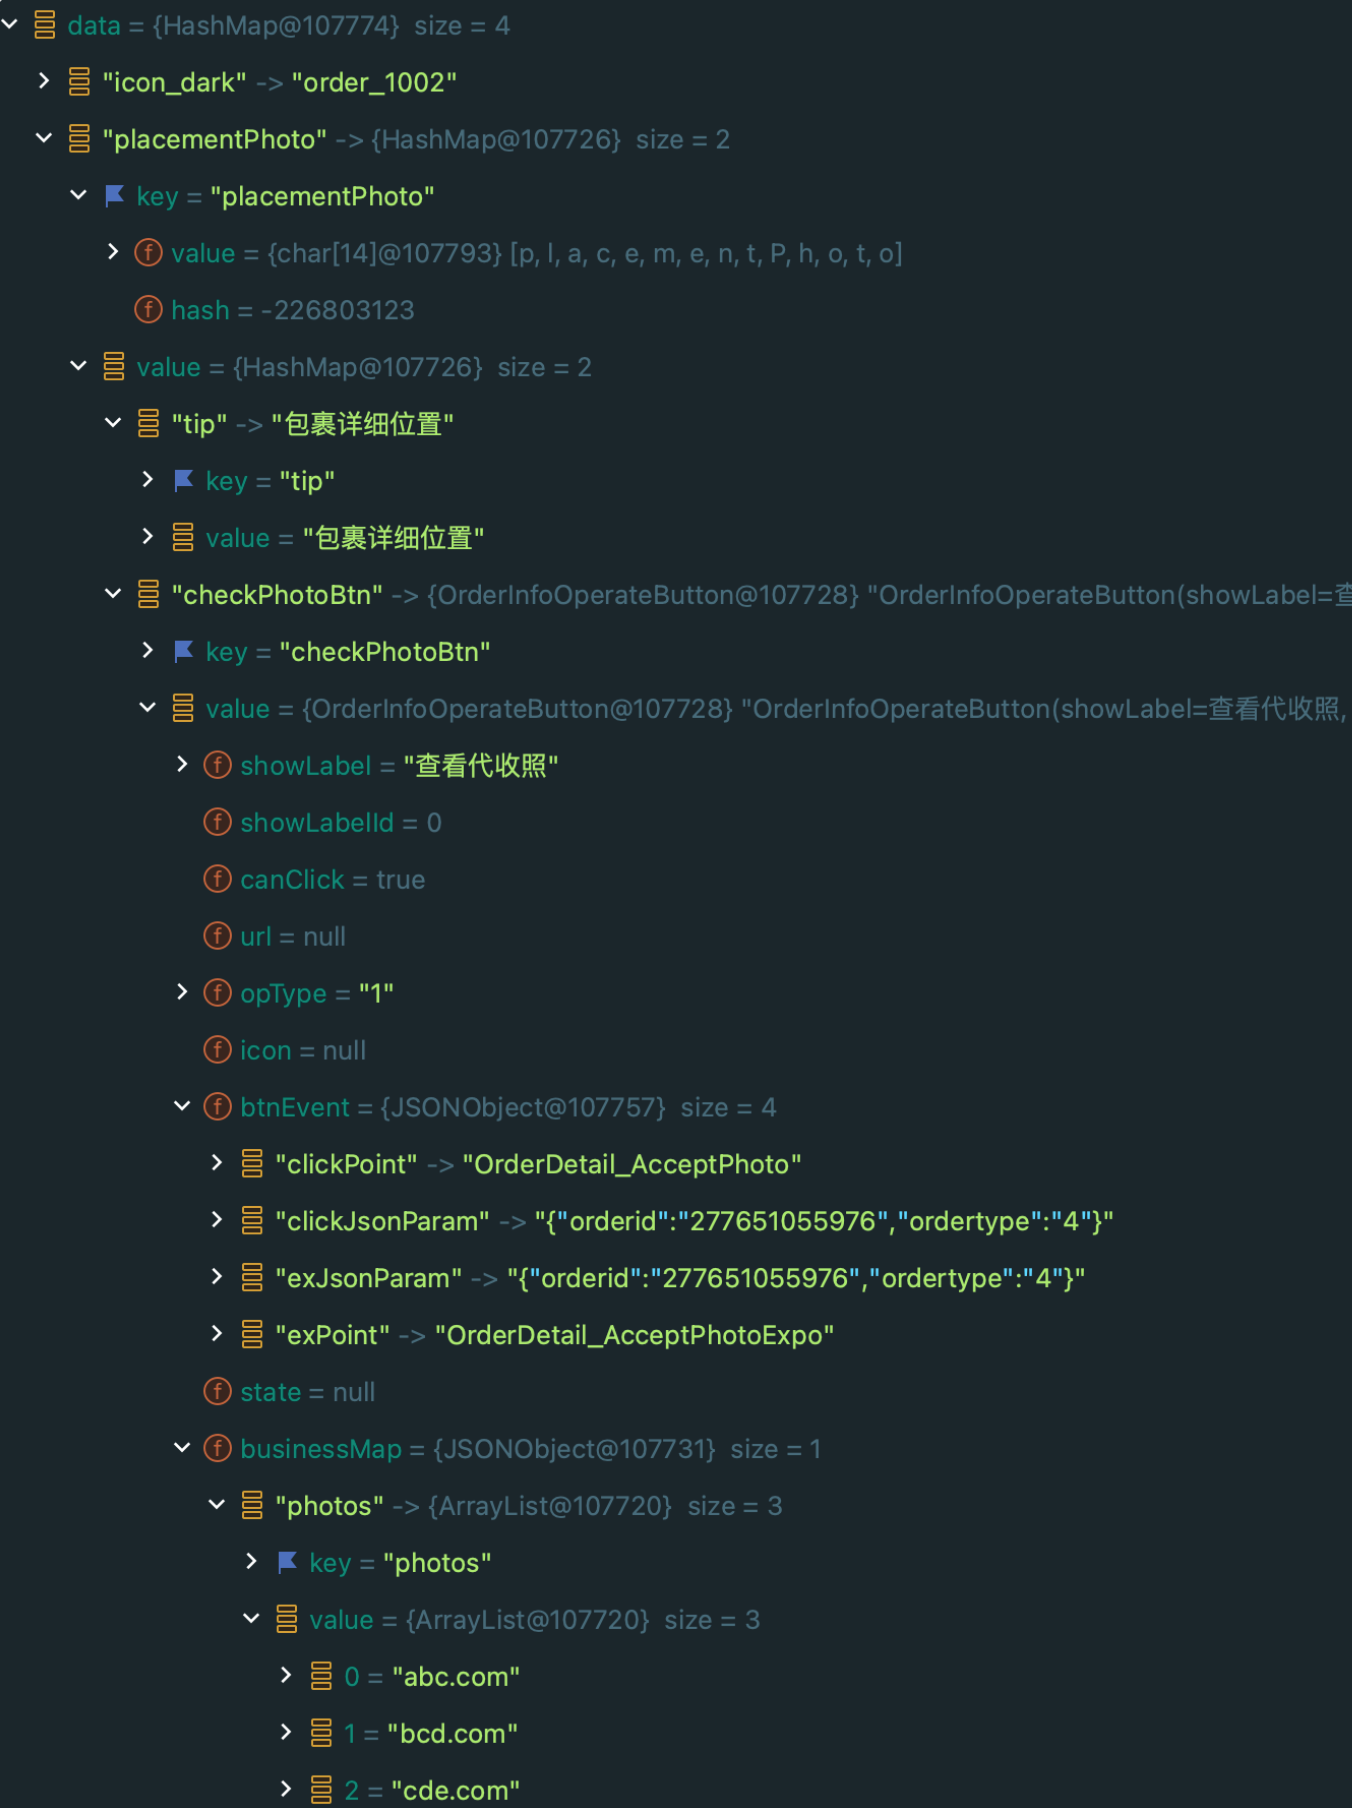 data = {HashMap@107774} size = 4
"icon_dark" -> "order_1002"
"placementPhoto" -> {HashMap@107726} size = 2
key = "placementPhoto"
value = {char[14]@107793} [p, l, a, c, e, m, e, n, t, P, h, o, t, o]
hash = -226803123
value = {HashMap@107726} size = 2
"tip" -> "包裹详细位置"
key = "tip"
value = "包裹详细位置"
"checkPhotoBtn" -> {OrderInfoOperateButton@107728} "OrderInfoOperateButton(showLabel=查
key = "checkPhotoBtn"
value = {OrderInfoOperateButton@107728} "OrderInfoOperateButton(showLabel=查看代收照,
showLabel = "查看代收照"
showLabelId = 0
canClick = true
url = null
opType = "1"
icon = null
btnEvent = {JSONObject@107757} size = 4
"clickPoint" -> "OrderDetail_AcceptPhoto"
"clickJsonParam" -> "{"orderid":"277651055976","ordertype":"4"}"
"exJsonParam" -> "{"orderid":"277651055976","ordertype":"4"}"
"exPoint" -> "OrderDetail_AcceptPhotoExpo"
state = null
businessMap = {JSONObject@107731} size = 1
"photos" -> {ArrayList@107720} size = 3
key = "photos"
value = {ArrayList@107720} size = 3
0 = "abc.com"
1 = "bcd.com"
2 = "cde.com"